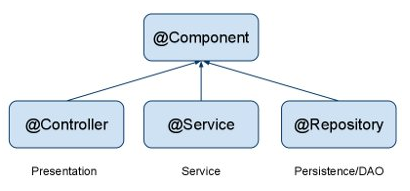 @Component
@Controller
@Service
@Repository
Presentation
Service
Persistence/DAO